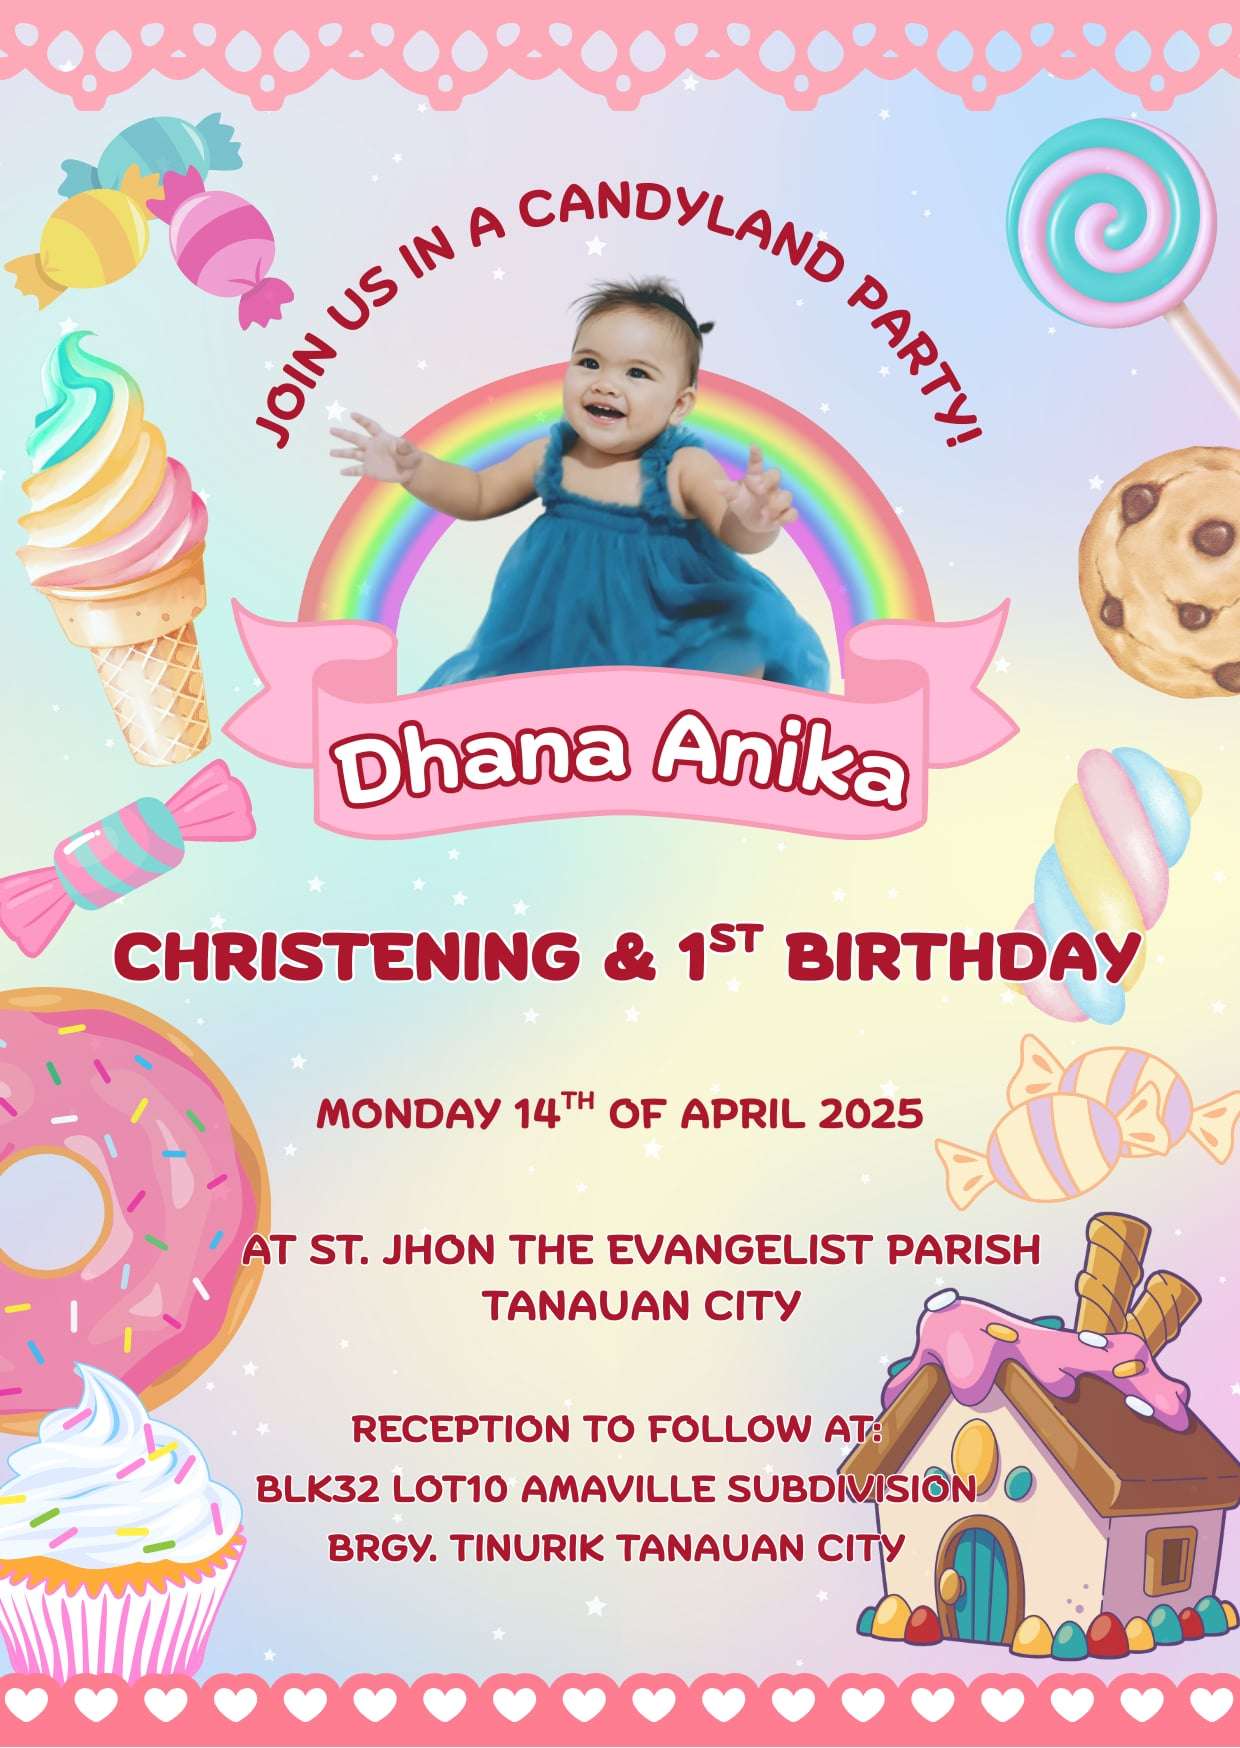 JOIN US IN A CANDYLAND PARTY!
Dhana Anika
CHRISTENING & 1ST BIRTHDAY
MONDAY 14TH OF APRIL 2025
AT ST. JHON THE EVANGELIST PARISH
TANAUAN CITY
RECEPTION TO FOLLOW AT:
BLK32 LOT10 AMAVILLE SUBDIVISION
BRGY. TINURIK TANAUAN CITY